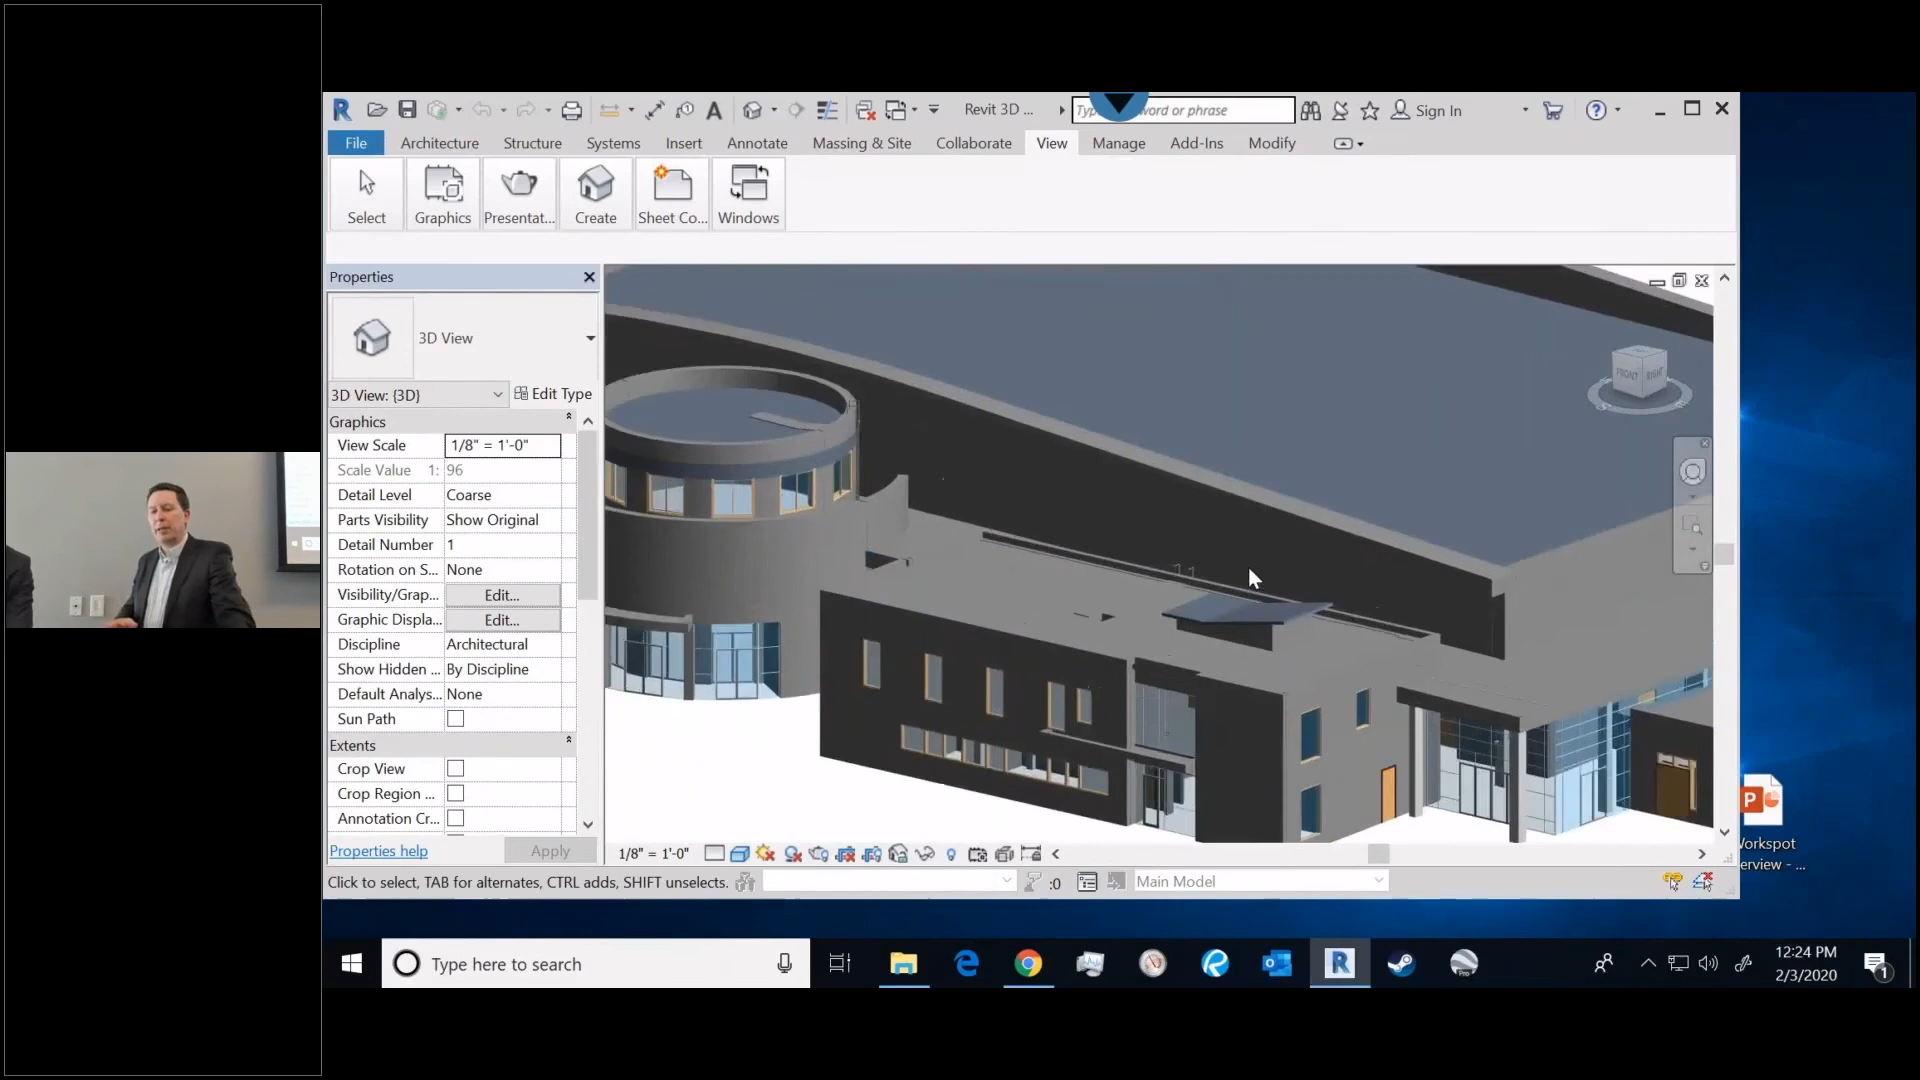 Revit 3D ...
Type word or phrase
Sign In
File Architecture Structure Systems Insert Annotate Massing & Site Collaborate View Manage Add-Ins Modify
Select Graphics Presentat... Create Sheet Co... Windows
Properties
3D View
3D View: {3D}
Edit Type
Graphics
View Scale 1/8" = 1'-0"
Scale Value 1: 96
Detail Level Coarse
Parts Visibility Show Original
Detail Number 1
Rotation on S... None
Visibility/Grap... Edit...
Graphic Displa... Edit...
Discipline Architectural
Show Hidden ... By Discipline
Default Analys... None
Sun Path
Extents
Crop View
Crop Region ...
Annotation Cr...
Properties help
Apply
FRONT RIGHT
1/8" = 1'-0"
Click to select, TAB for alternates, CTRL adds, SHIFT unselects.
:0
Main Model
Workspot
erview - ...
Type here to search
12:24 PM
2/3/2020
1